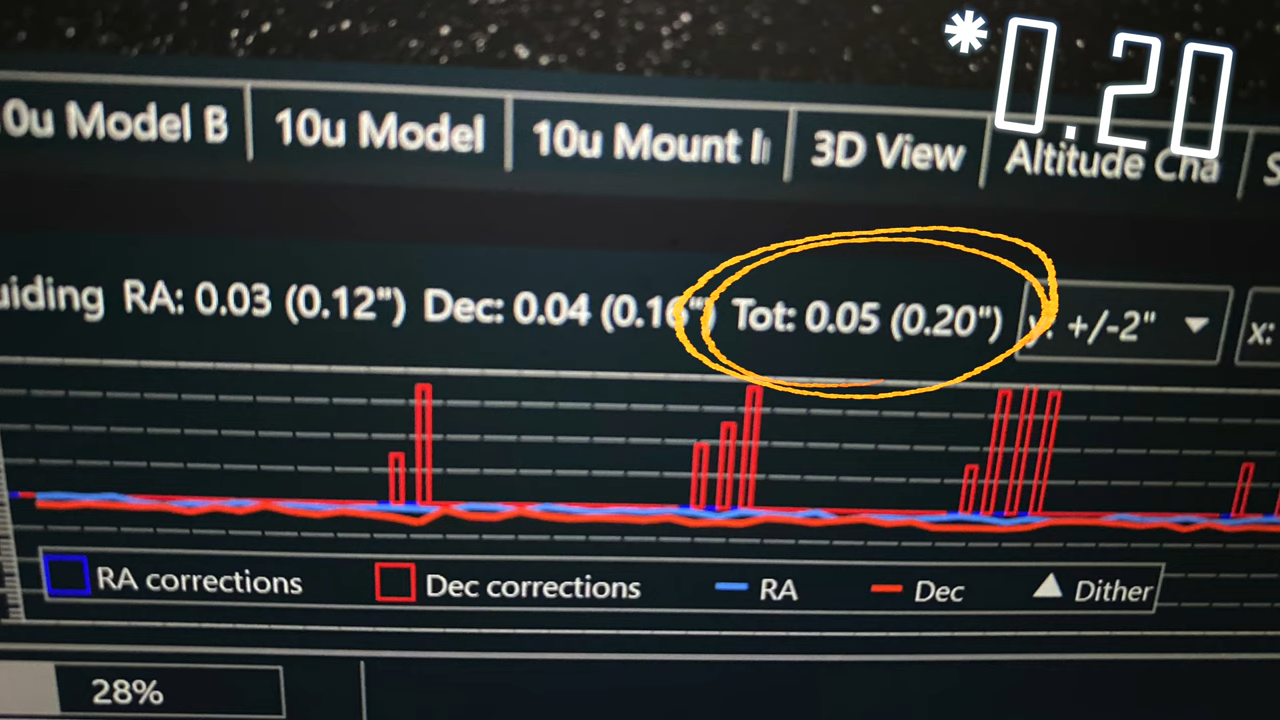 *0.20
0u Model B
10u Model
10u Mount
3D View
Altitude Cha
uiding RA: 0.03 (0.12") Dec: 0.04 (0.16") Tot: 0.05 (0.20") y: +/-2" x:
RA corrections Dec corrections RA Dec Dither
28%